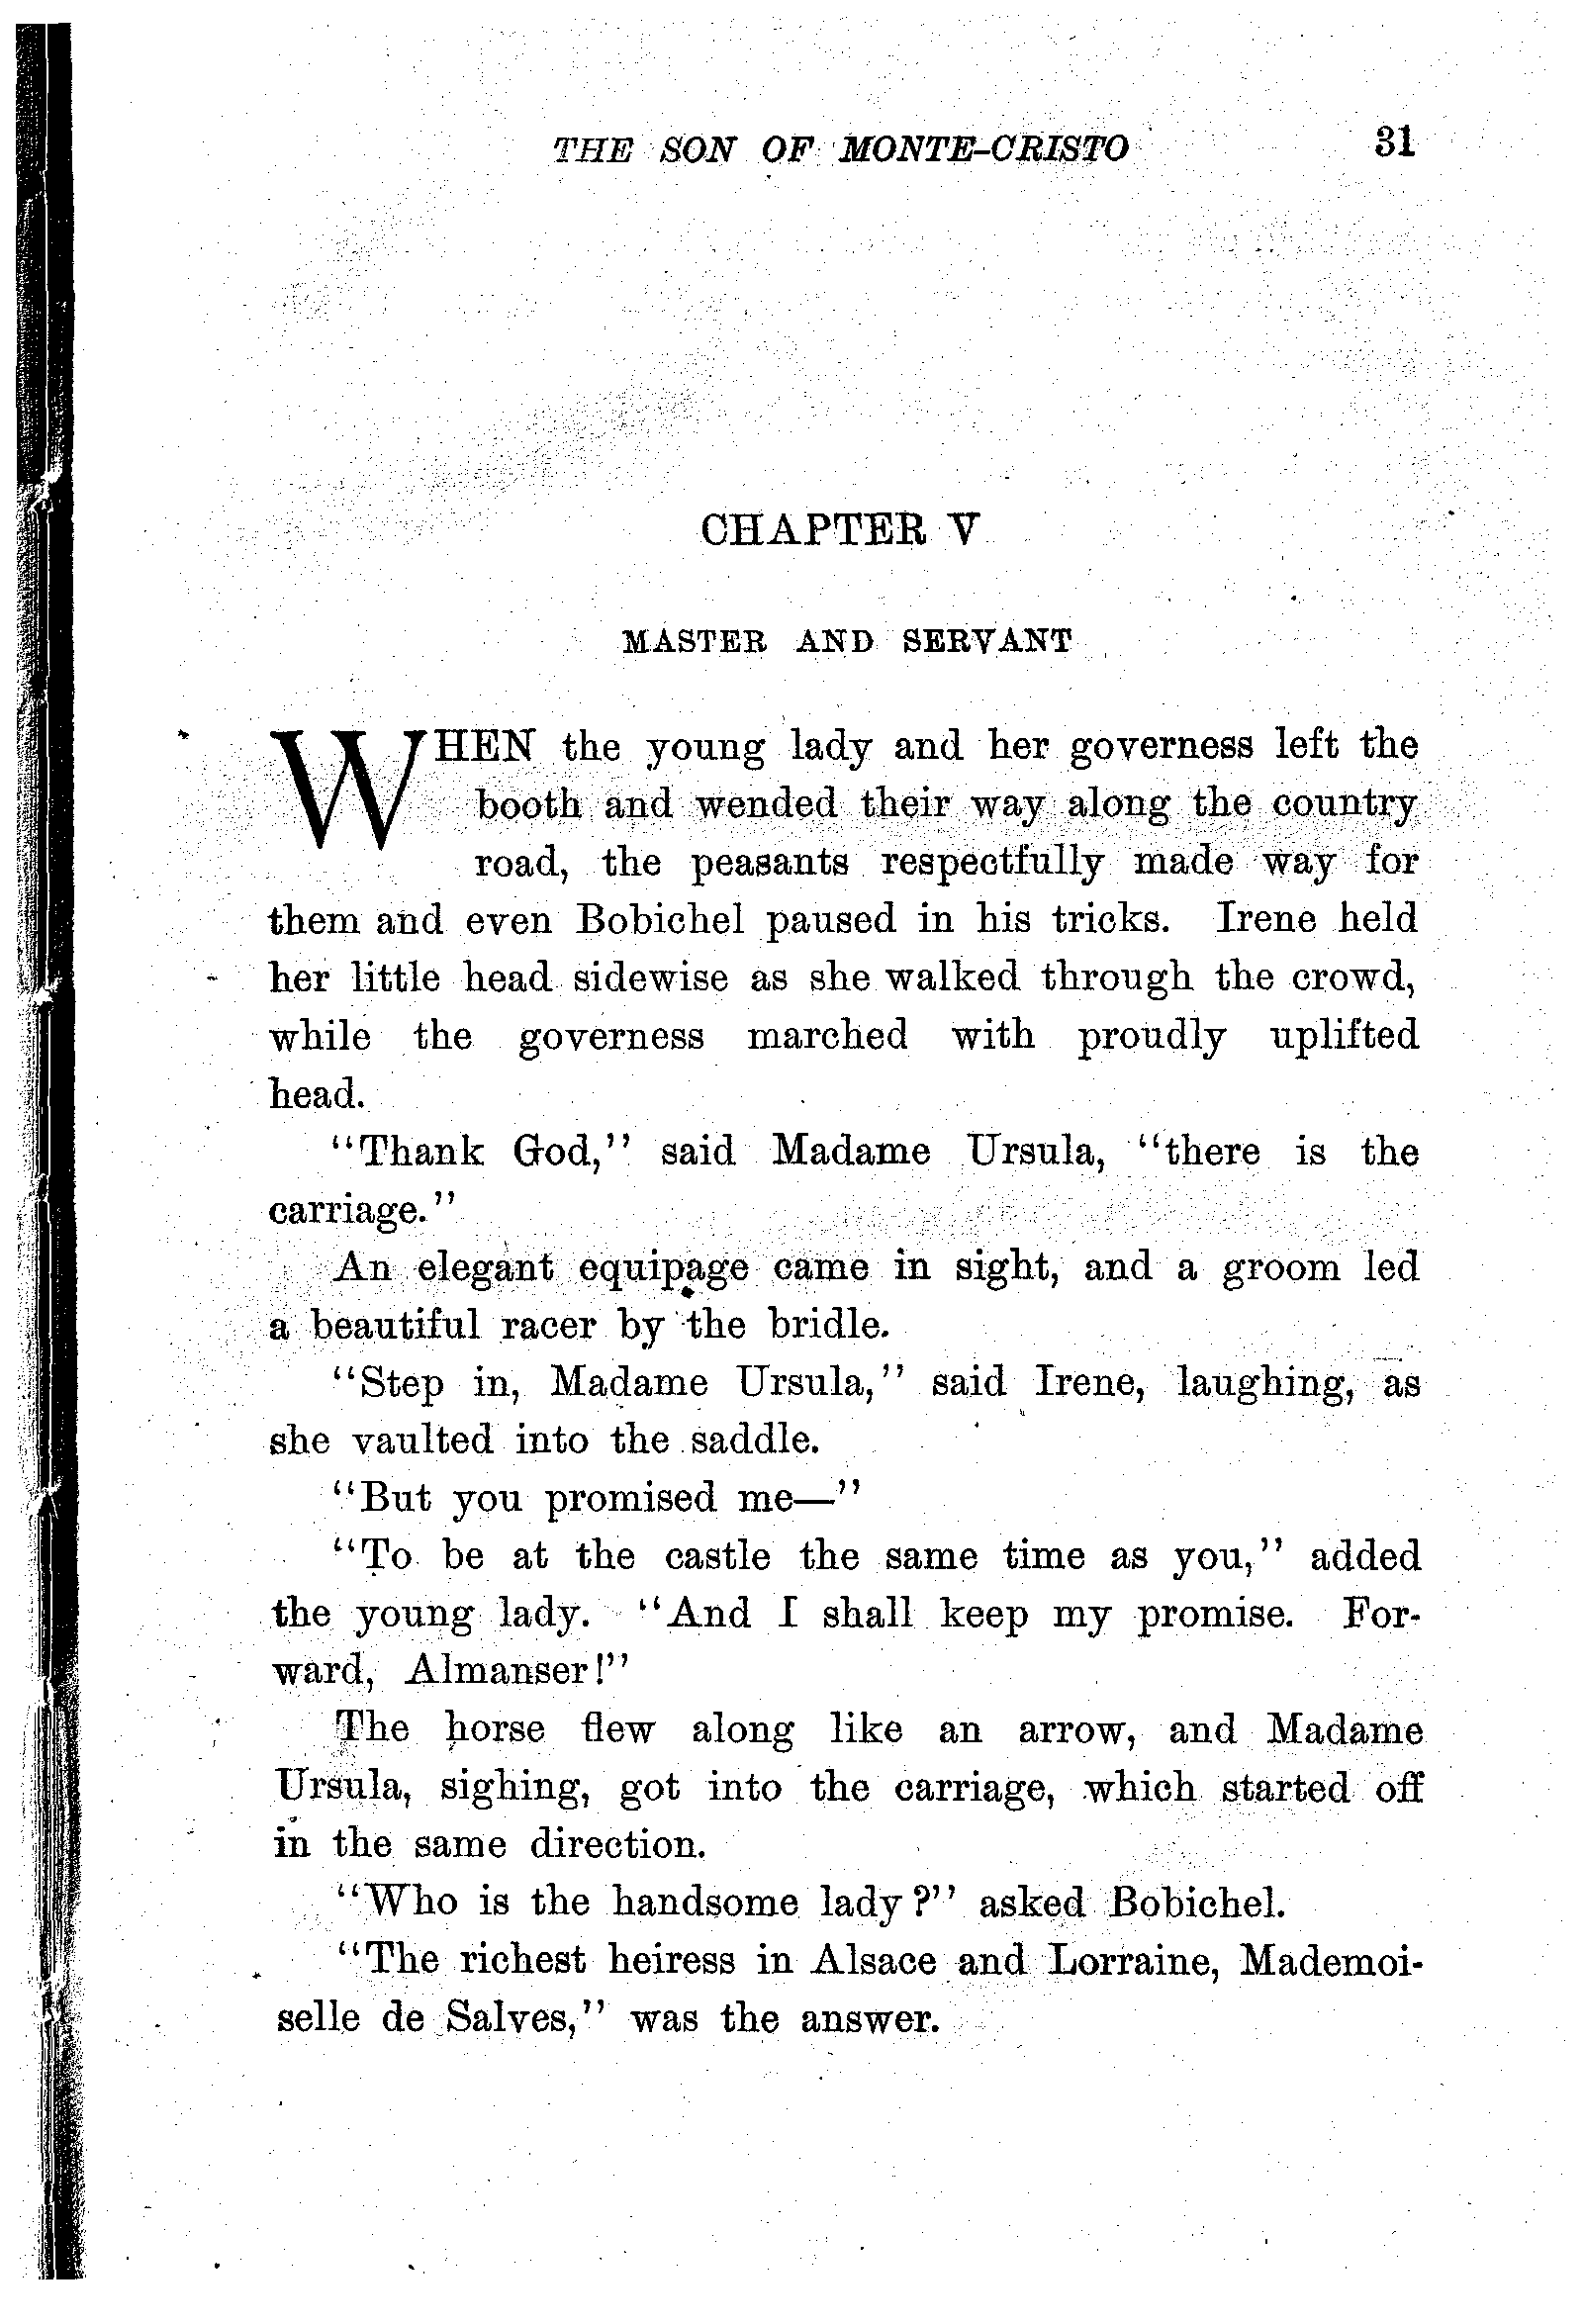 THE SON OF MONTE-CRISTO 31
CHAPTER V
MASTER AND SERVANT
WHEN the young lady and her governess left the
booth and wended their way along the country
road, the peasants respectfully made way for
them and even Bobichel paused in his tricks. Irene held
her little head sidewise as she walked through the crowd,
while the governess marched with proudly uplifted
head.
"Thank God," said Madame Ursula, "there is the
carriage."
An elegant equipage came in sight, and a groom led
a beautiful racer by the bridle.
"Step in, Madame Ursula," said Irene, laughing, as
she vaulted into the saddle.
"But you promised me—"
"To be at the castle the same time as you," added
the young lady. "And I shall keep my promise. For-
ward, Almanser!"
The horse flew along like an arrow, and Madame
Ursula, sighing, got into the carriage, which started off
in the same direction.
"Who is the handsome lady?" asked Bobichel.
"The richest heiress in Alsace and Lorraine, Mademoi-
selle de Salves," was the answer.